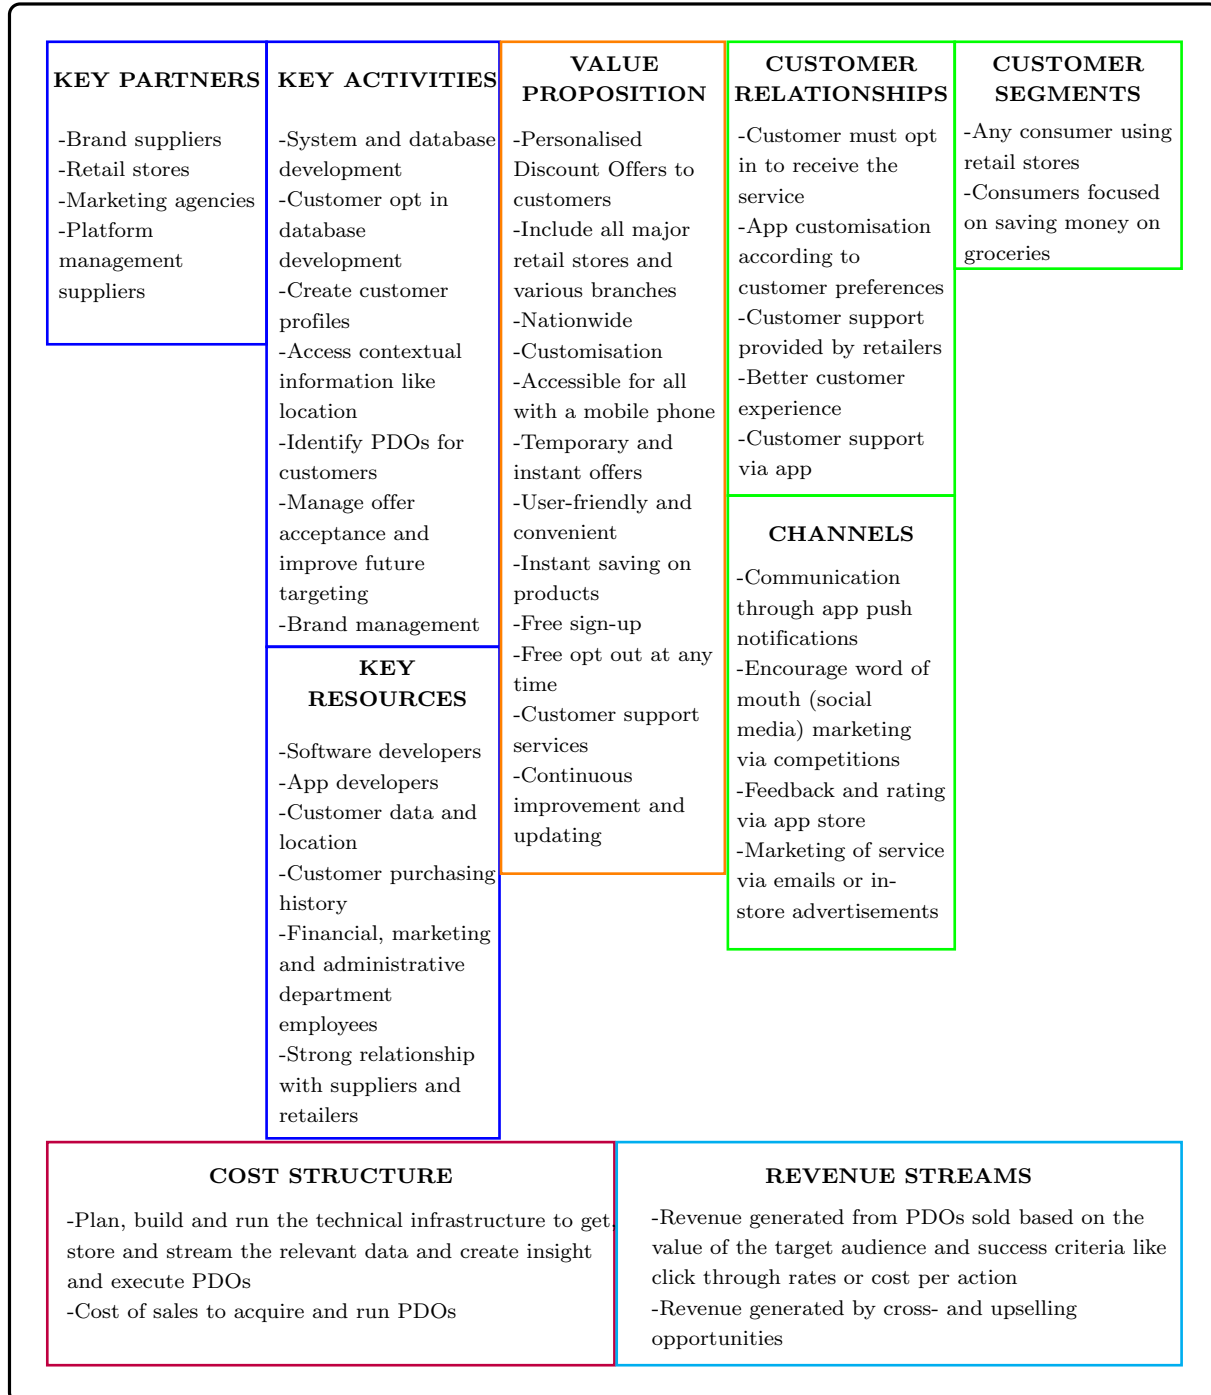 KEY PARTNERS
-Brand suppliers
-Retail stores
-Marketing agencies
-Platform
management
suppliers
KEY ACTIVITIES
-System and database
development
-Customer opt in
database
development
-Create customer
profiles
-Access contextual
information like
location
-Identify PDOs for
customers
-Manage offer
acceptance and
improve future
targeting
-Brand management
KEY
RESOURCES
-Software developers
-App developers
-Customer data and
location
-Customer purchasing
history
-Financial, marketing
and administrative
department
employees
-Strong relationship
with suppliers and
retailers
VALUE
PROPOSITION
-Personalised
Discount Offers to
customers
-Include all major
retail stores and
various branches
-Nationwide
-Customisation
-Accessible for all
with a mobile phone
-Temporary and
instant offers
-User-friendly and
convenient
-Instant saving on
products
-Free sign-up
-Free opt out at any
time
-Customer support
services
-Continuous
improvement and
updating
CUSTOMER
RELATIONSHIPS
-Customer must opt
in to receive the
service
-App customisation
according to
customer preferences
-Customer support
provided by retailers
-Better customer
experience
-Customer support
via app
CHANNELS
-Communication
through app push
notifications
-Encourage word of
mouth (social
media) marketing
via competitions
-Feedback and rating
via app store
-Marketing of service
via emails or in-
store advertisements
CUSTOMER
SEGMENTS
-Any consumer using
retail stores
-Consumers focused
on saving money on
groceries
COST STRUCTURE
-Plan, build and run the technical infrastructure to get,
store and stream the relevant data and create insight
and execute PDOs
-Cost of sales to acquire and run PDOs
REVENUE STREAMS
-Revenue generated from PDOs sold based on the
value of the target audience and success criteria like
click through rates or cost per action
-Revenue generated by cross- and upselling
opportunities